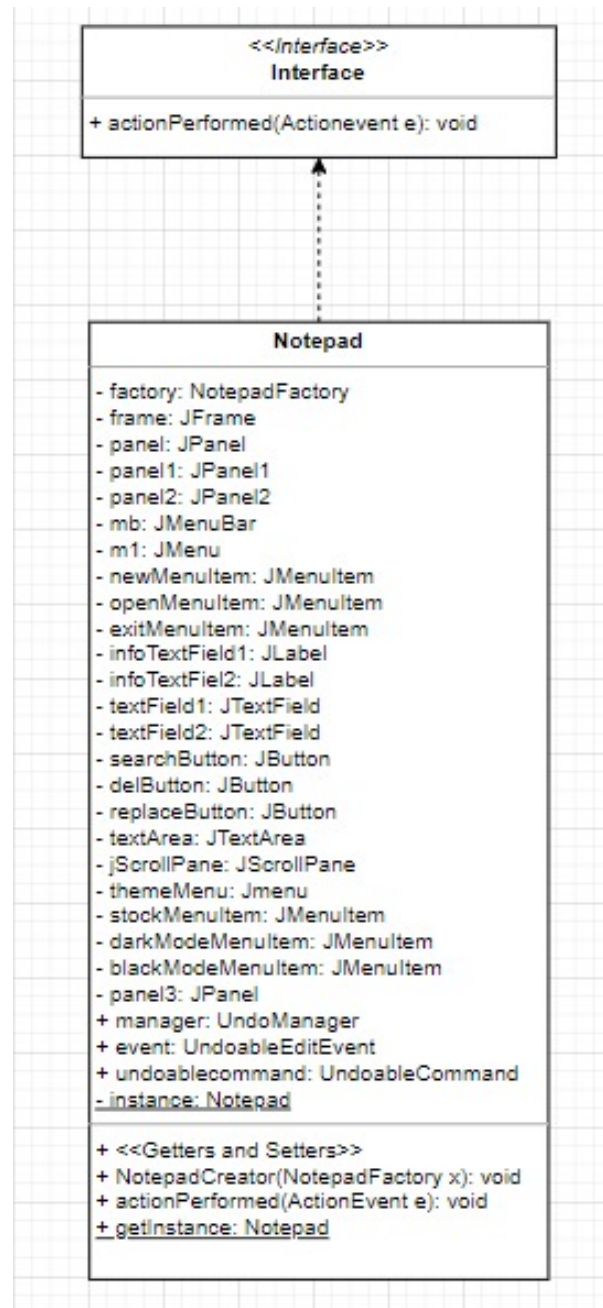 <<Interface>>
Interface
+ actionPerformed(Actionevent e): void
Notepad
- factory: NotepadFactory
- frame: JFrame
- panel: JPanel
- panel1: JPanel1
- panel2: JPanel2
- mb: JMenuBar
- m1: JMenu
- newMenuItem: JMenuItem
- openMenuItem: JMenuItem
- exitMenuItem: JMenuItem
- infoTextField1: JLabel
- infoTextFiel2: JLabel
- textField1: JTextField
- textField2: JTextField
- searchButton: JButton
- delButton: JButton
- replaceButton: JButton
- textArea: JTextArea
- jScrollPane: JScrollPane
- themeMenu: Jmenu
- stockMenuItem: JMenuItem
- darkModeMenuItem: JMenuItem
- blackModeMenuItem: JMenuItem
- panel3: JPanel
+ manager: UndoManager
+ event: UndoableEditEvent
+ undoablecommand: UndoableCommand
- instance: Notepad
+ <<Getters and Setters>>
+ NotepadCreator(NotepadFactory x): void
+ actionPerformed(ActionEvent e): void
+ getInstance: Notepad